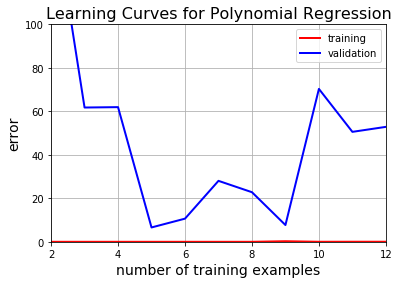 Learning Curves for Polynomial Regression
training
validation
100
80
60
40
20
0
error
2 4 6 8 10 12
number of training examples